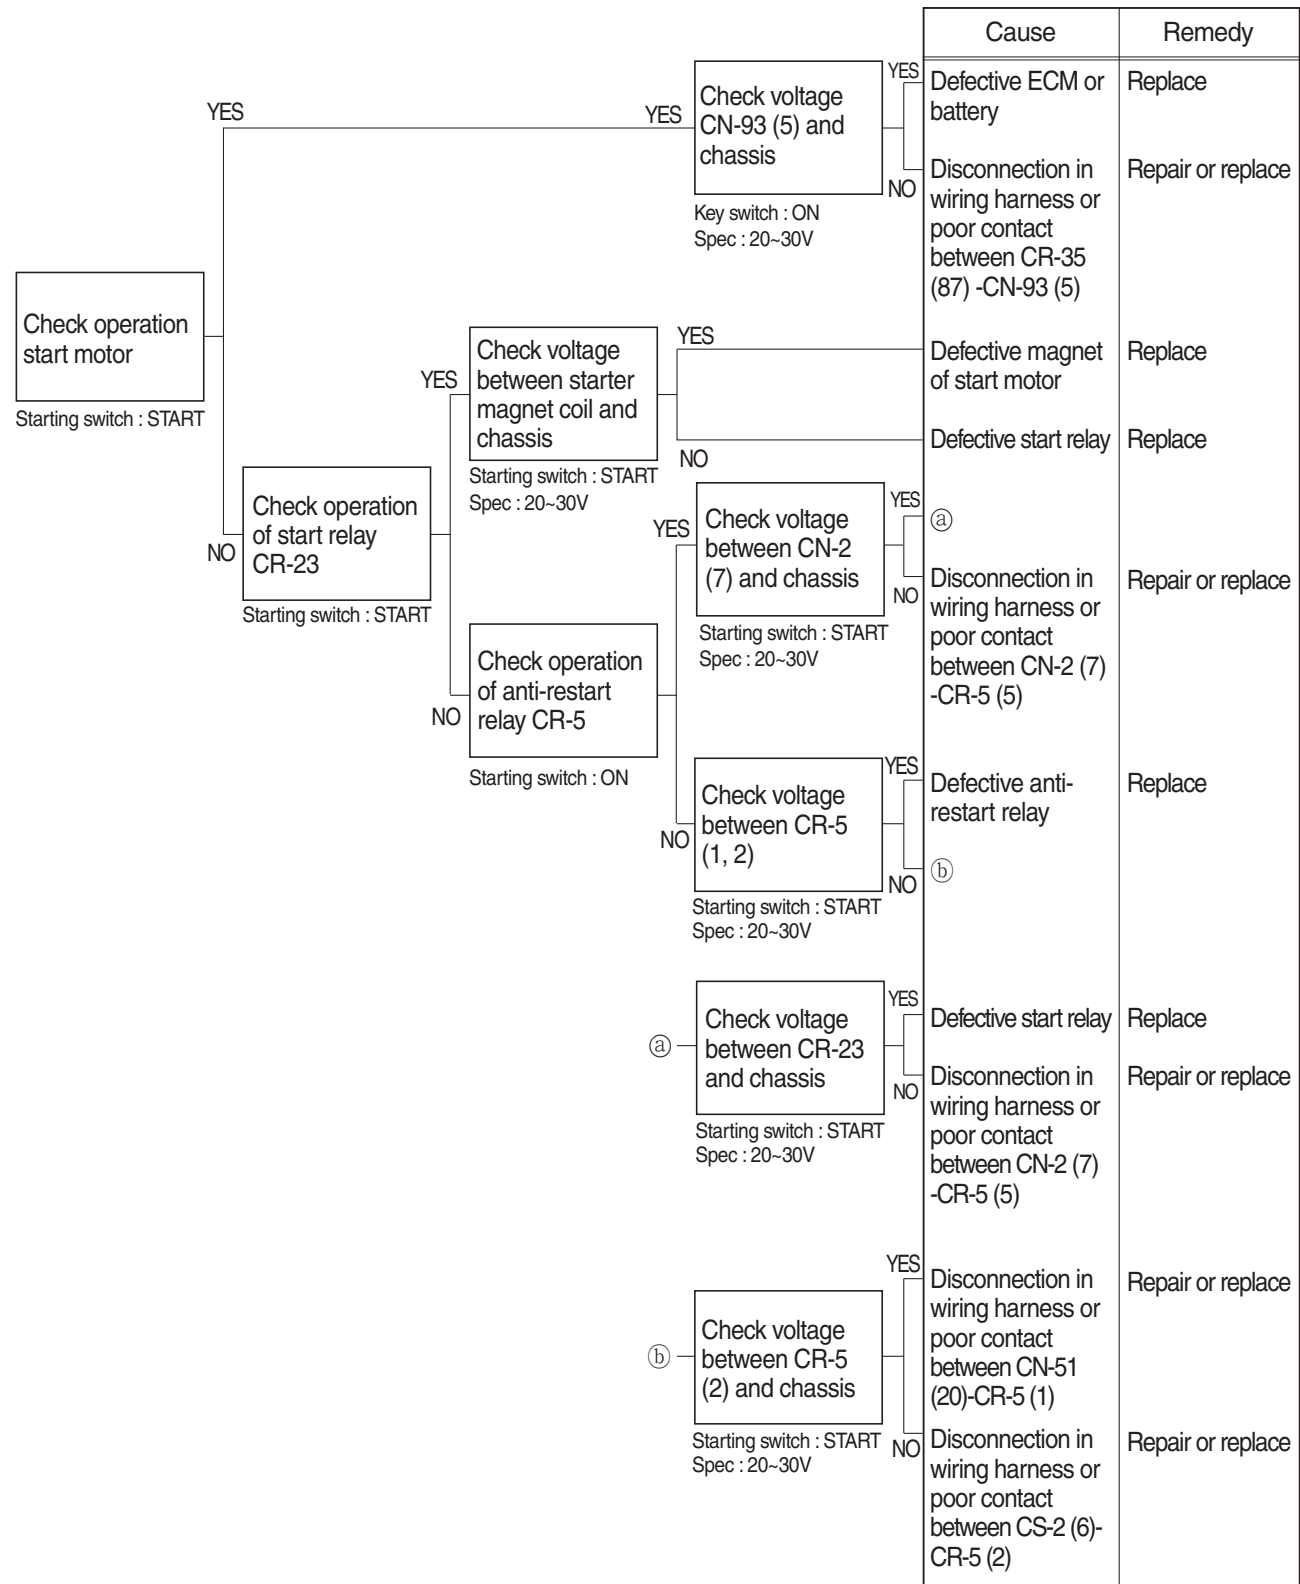 Cause
Remedy
YES
YES
Check voltage
CN-93 (5) and
chassis
Key switch : ON
Spec : 20~30V
YES
Defective ECM or
battery
Replace
NO
Disconnection in
wiring harness or
poor contact
between CR-35
(87) -CN-93 (5)
Repair or replace
Check operation
start motor
Starting switch : START
YES
Check voltage
between starter
magnet coil and
chassis
Starting switch : START
Spec : 20~30V
YES
Defective magnet
of start motor
Replace
NO
Defective start relay
Replace
NO
Check operation
of start relay
CR-23
Starting switch : START
YES
Check voltage
between CN-2
(7) and chassis
Starting switch : START
Spec : 20~30V
YES
ⓐ
NO
Disconnection in
wiring harness or
poor contact
between CN-2 (7)
-CR-5 (5)
Repair or replace
NO
Check operation
of anti-restart
relay CR-5
Starting switch : ON
NO
Check voltage
between CR-5
(1, 2)
Starting switch : START
Spec : 20~30V
YES
Defective anti-
restart relay
Replace
NO
ⓑ
ⓐ
Check voltage
between CR-23
and chassis
Starting switch : START
Spec : 20~30V
YES
Defective start relay
Replace
NO
Disconnection in
wiring harness or
poor contact
between CN-2 (7)
-CR-5 (5)
Repair or replace
ⓑ
Check voltage
between CR-5
(2) and chassis
Starting switch : START
Spec : 20~30V
YES
Disconnection in
wiring harness or
poor contact
between CN-51
(20)-CR-5 (1)
Repair or replace
NO
Disconnection in
wiring harness or
poor contact
between CS-2 (6)-
CR-5 (2)
Repair or replace